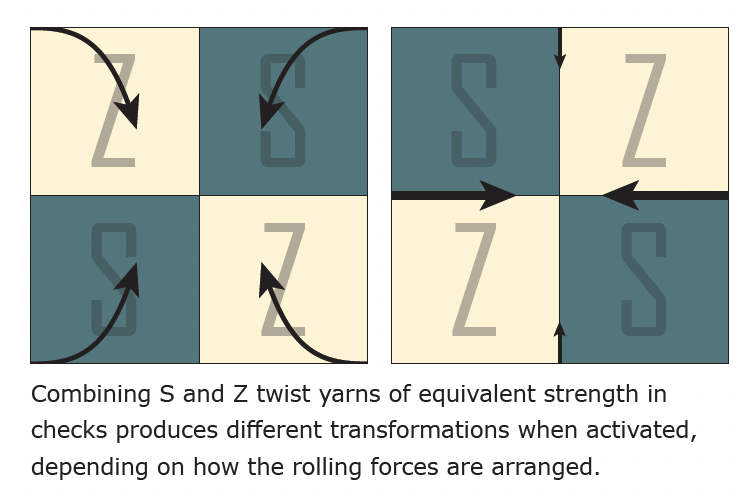 Z S S Z
S Z Z S
Combining S and Z twist yarns of equivalent strength in
checks produces different transformations when activated,
depending on how the rolling forces are arranged.